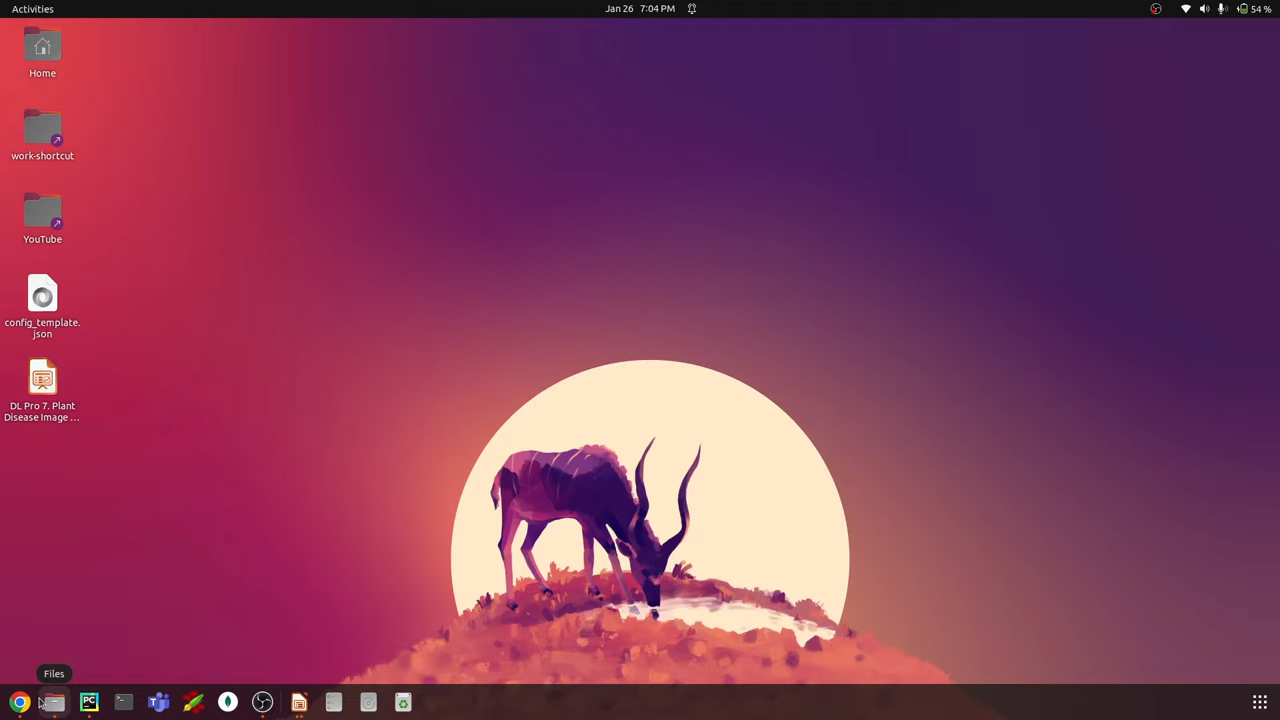 Activities
Jan 26 7:04 PM
54 %
Home
work-shortcut
YouTube
config_template.
json
DL Pro 7. Plant
Disease Image ...
Files
PC